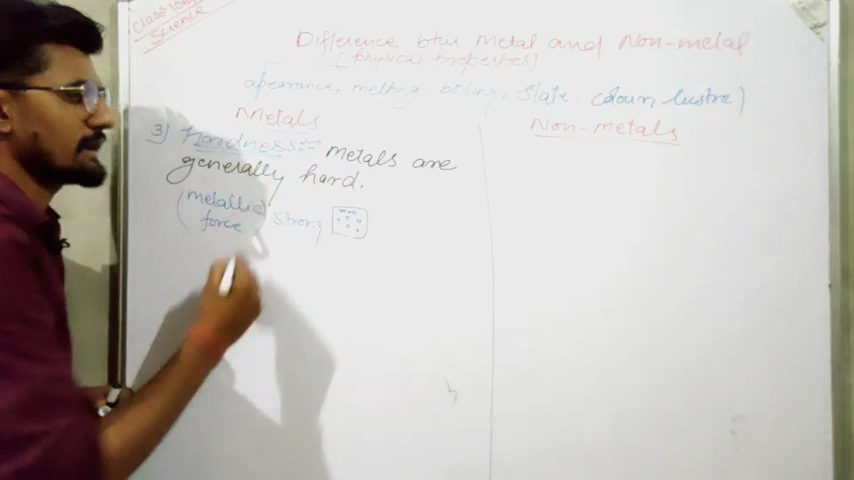 Class 10th
Science
Difference btw Metal and Non-metal
(Physical Properties)
apearance, melting, boiling, State, colour, lustre)
Metals
Non-metals
3) Hardness:- metals are
generally hard.
(metallic) strong
force